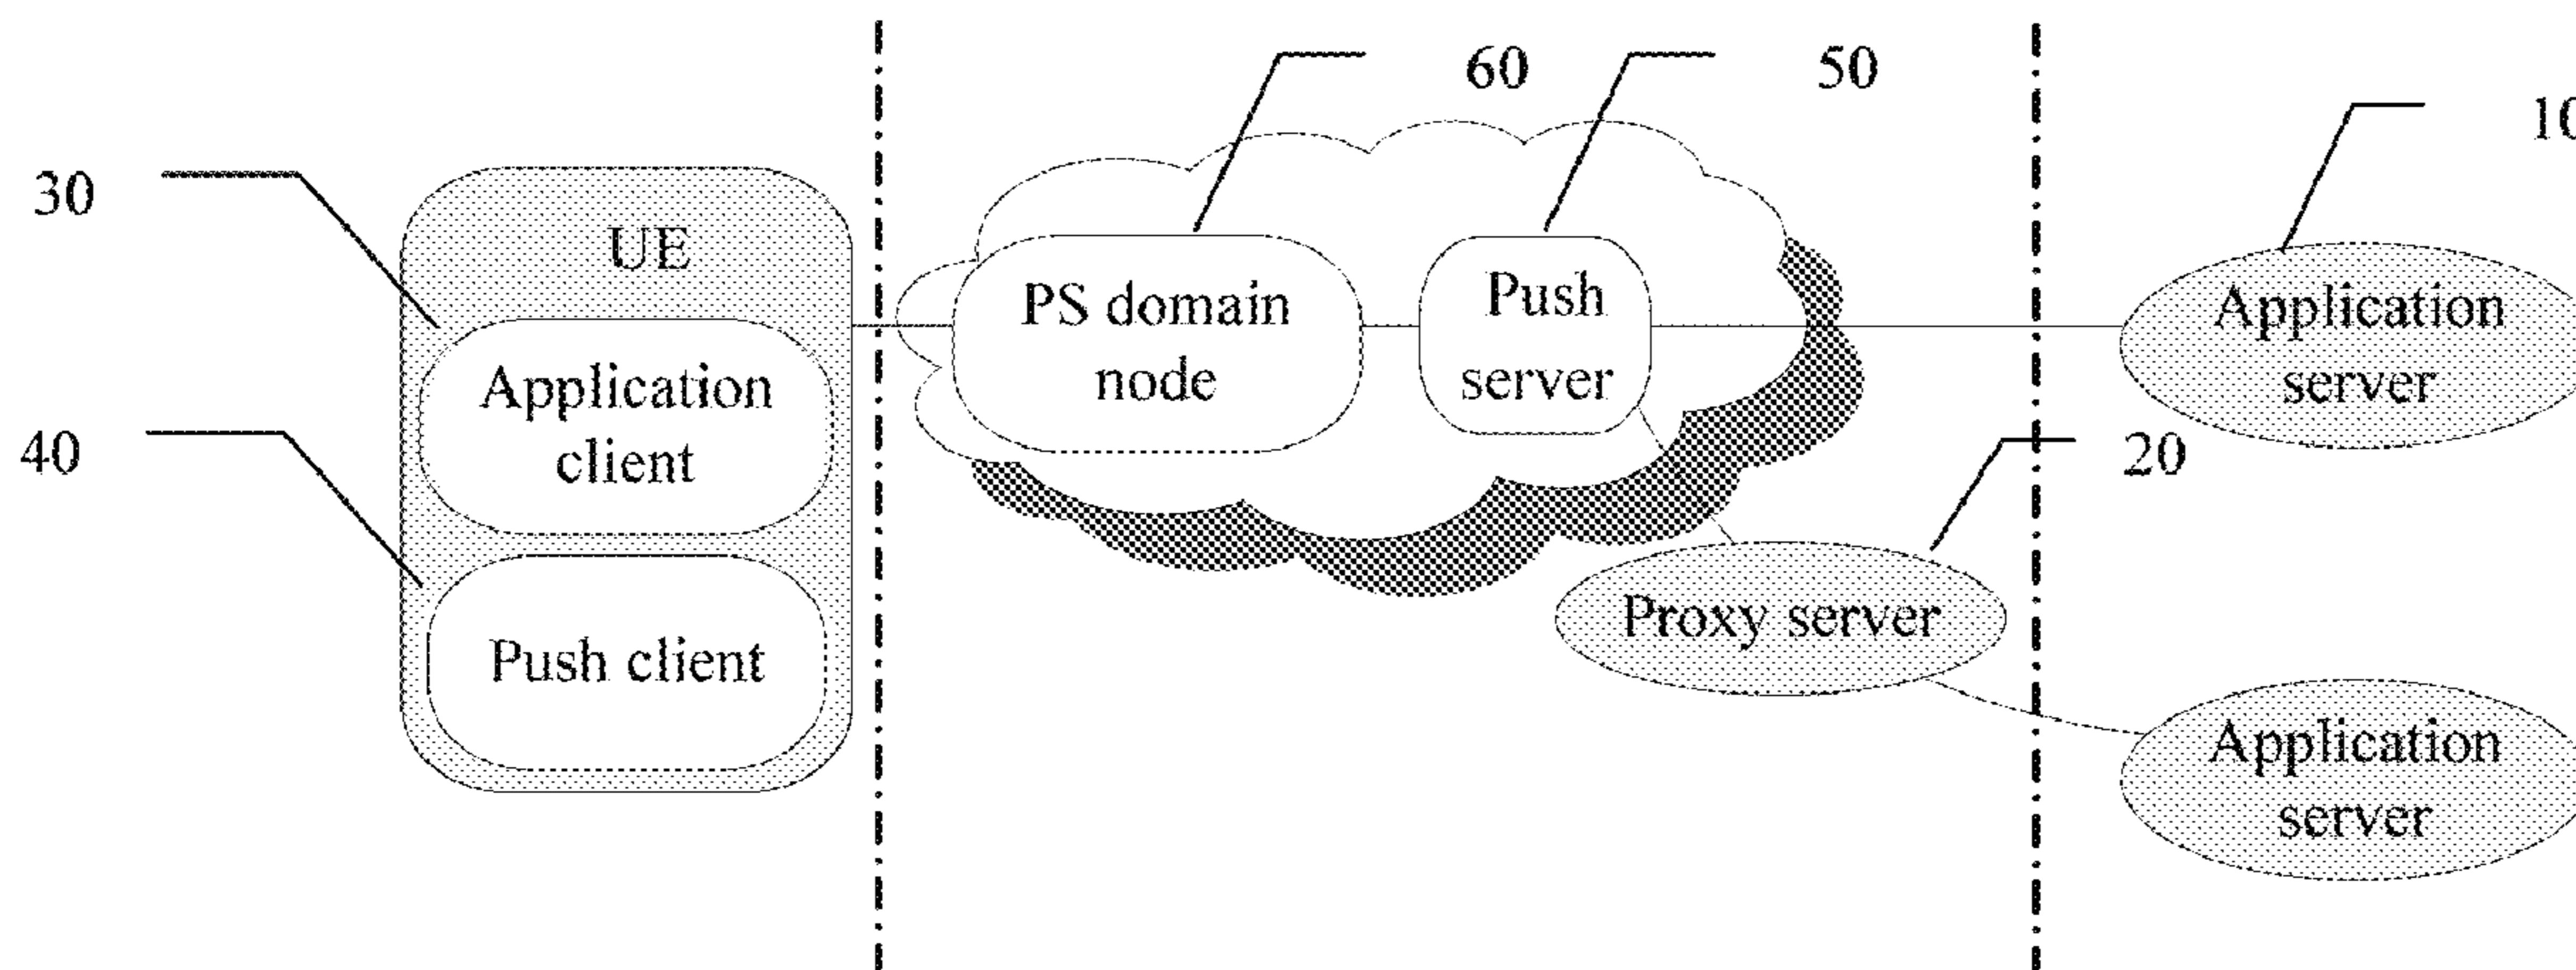 60
50
10
30
UE
PS domain
node
Push
server
Application
server
Application
client
40
20
Push client
Proxy server
Application
server